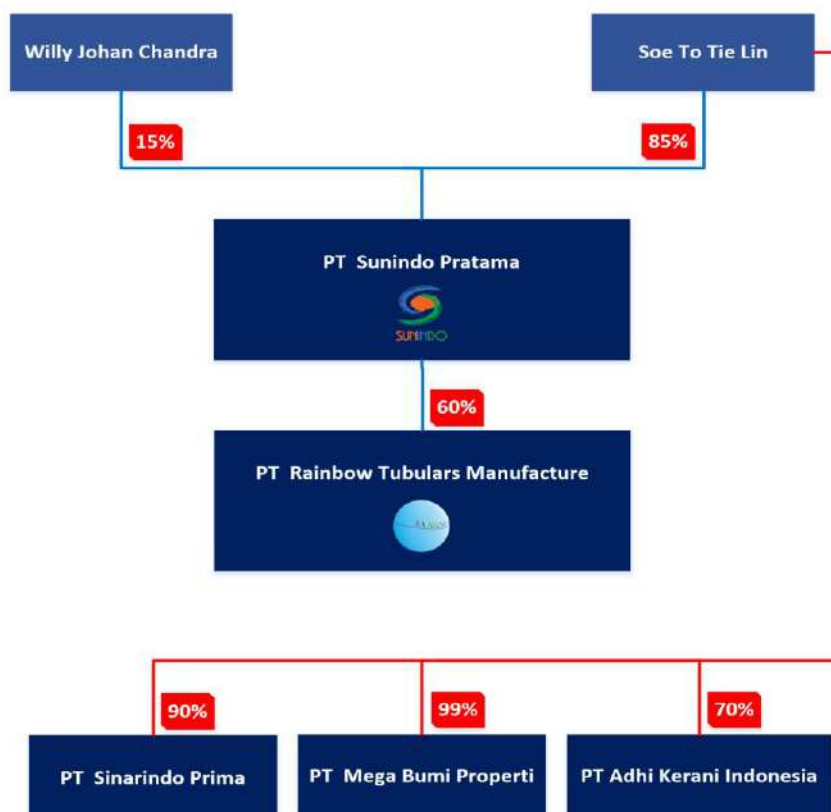 Willy Johan Chandra
Soe To Tie Lin
15%
85%
PT Sunindo Pratama
SUNINDO
60%
PT Rainbow Tubulars Manufacture
90%
99%
70%
PT Sinarindo Prima
PT Mega Bumi Properti
PT Adhi Kerani Indonesia